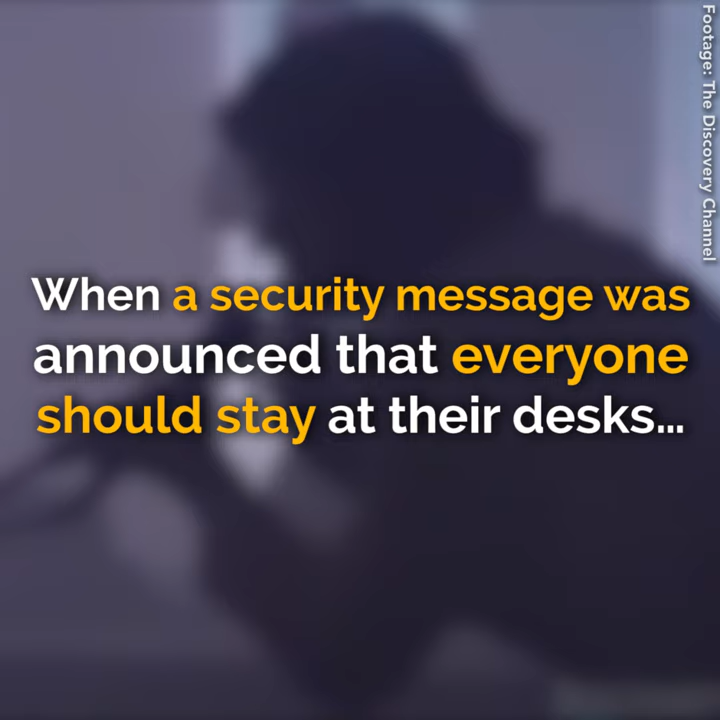 When a security message was
announced that everyone
should stay at their desks...
Footage: The Discovery Channel